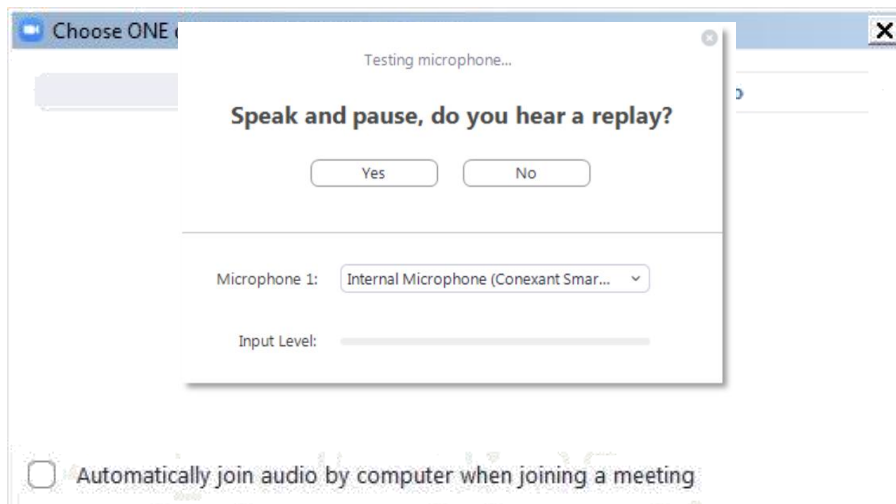 Choose ONE
Testing microphone...
Speak and pause, do you hear a replay?
Yes
No
Microphone 1:
Internal Microphone (Conexant Smar...
Input Level:
Automatically join audio by computer when joining a meeting